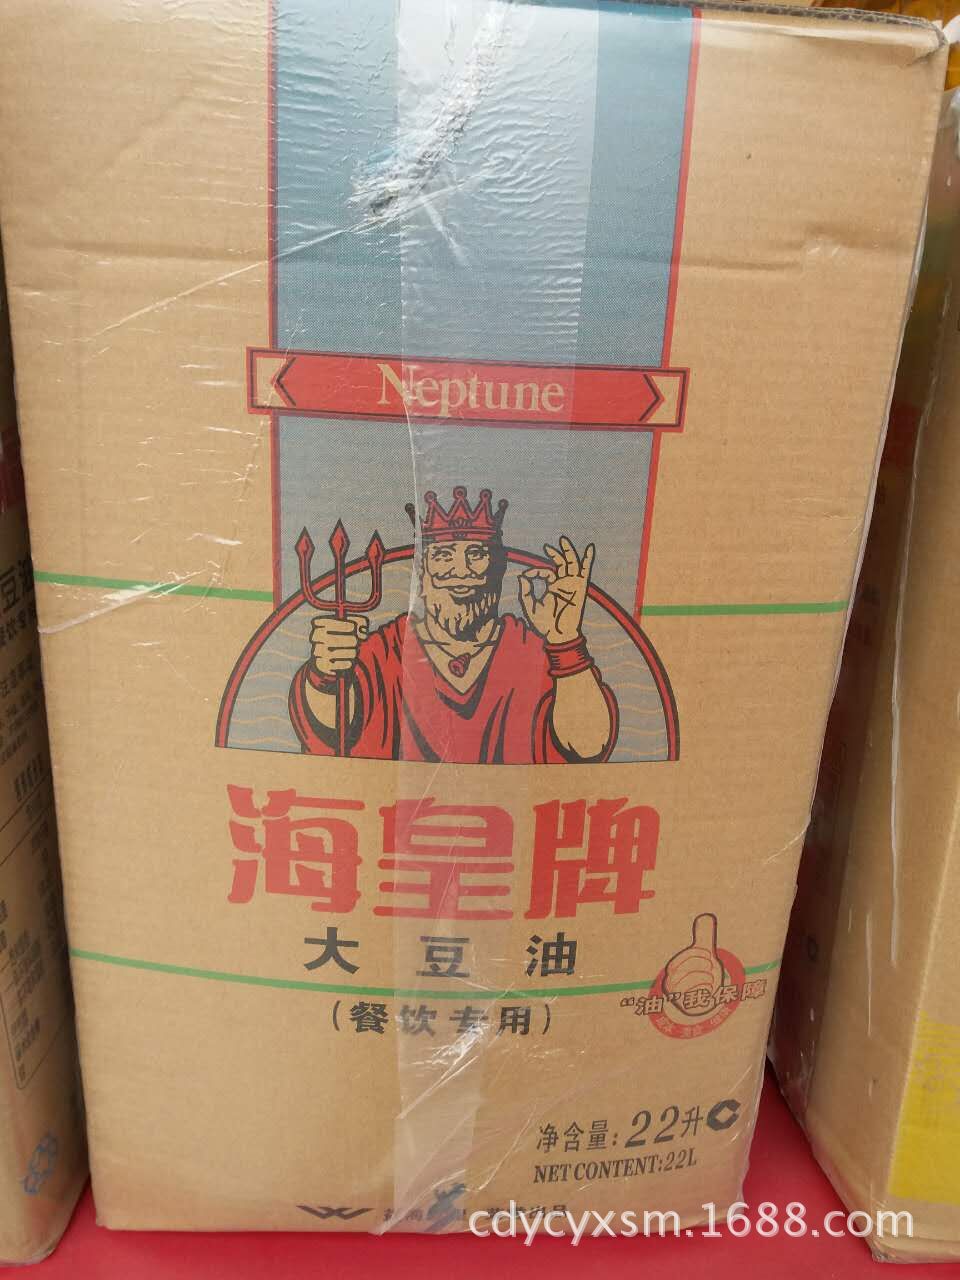 Neptune
海皇牌
大豆油
(餐饮专用)
"油"我保障
净含量:22升
NET CONTENT:22L
cdycyxsm.1688.com